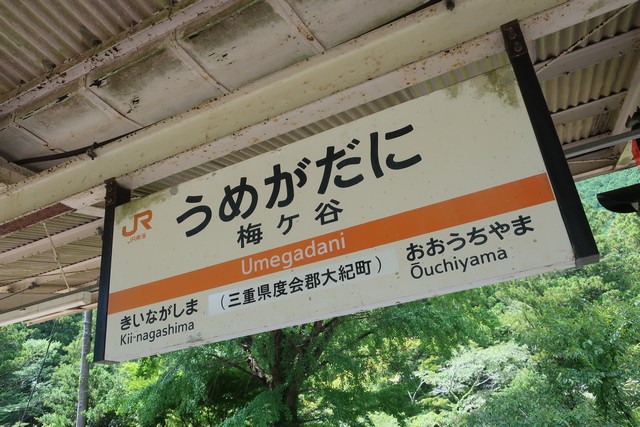 JR
JR東海
うめがだに
梅ケ谷
Umegadani
きいながしま
Kii-nagashima
(三重県度会郡大紀町)
おおうちやま
Ōuchiyama